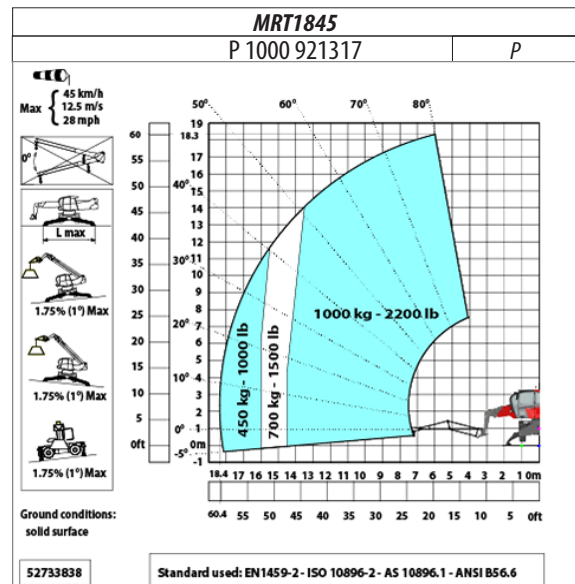 MRT1845
P 1000 921317
P
Max
45 km/h
12.5 m/s
28 mph
0°
L max
1.75% (1°) Max
1.75% (1°) Max
1.75% (1°) Max
Ground conditions:
solid surface
50°
60°
70°
80°
40°
30°
20°
10°
0°
-5°
60
55
50
45
40
35
30
25
20
15
10
5
0ft
19
18.3
17
16
15
14
13
12
11
10
9
8
7
6
5
4
3
2
1
0m
-1
450 kg - 1000 lb
700 kg - 1500 lb
1000 kg - 2200 lb
18.4 17 16 15 14 13 12 11 10 9 8 7 6 5 4 3 2 1 0m
60.4 55 50 45 40 35 30 25 20 15 10 5 0ft
52733838
Standard used: EN1459-2 - ISO 10896-2 - AS 10896.1 - ANSI B56.6